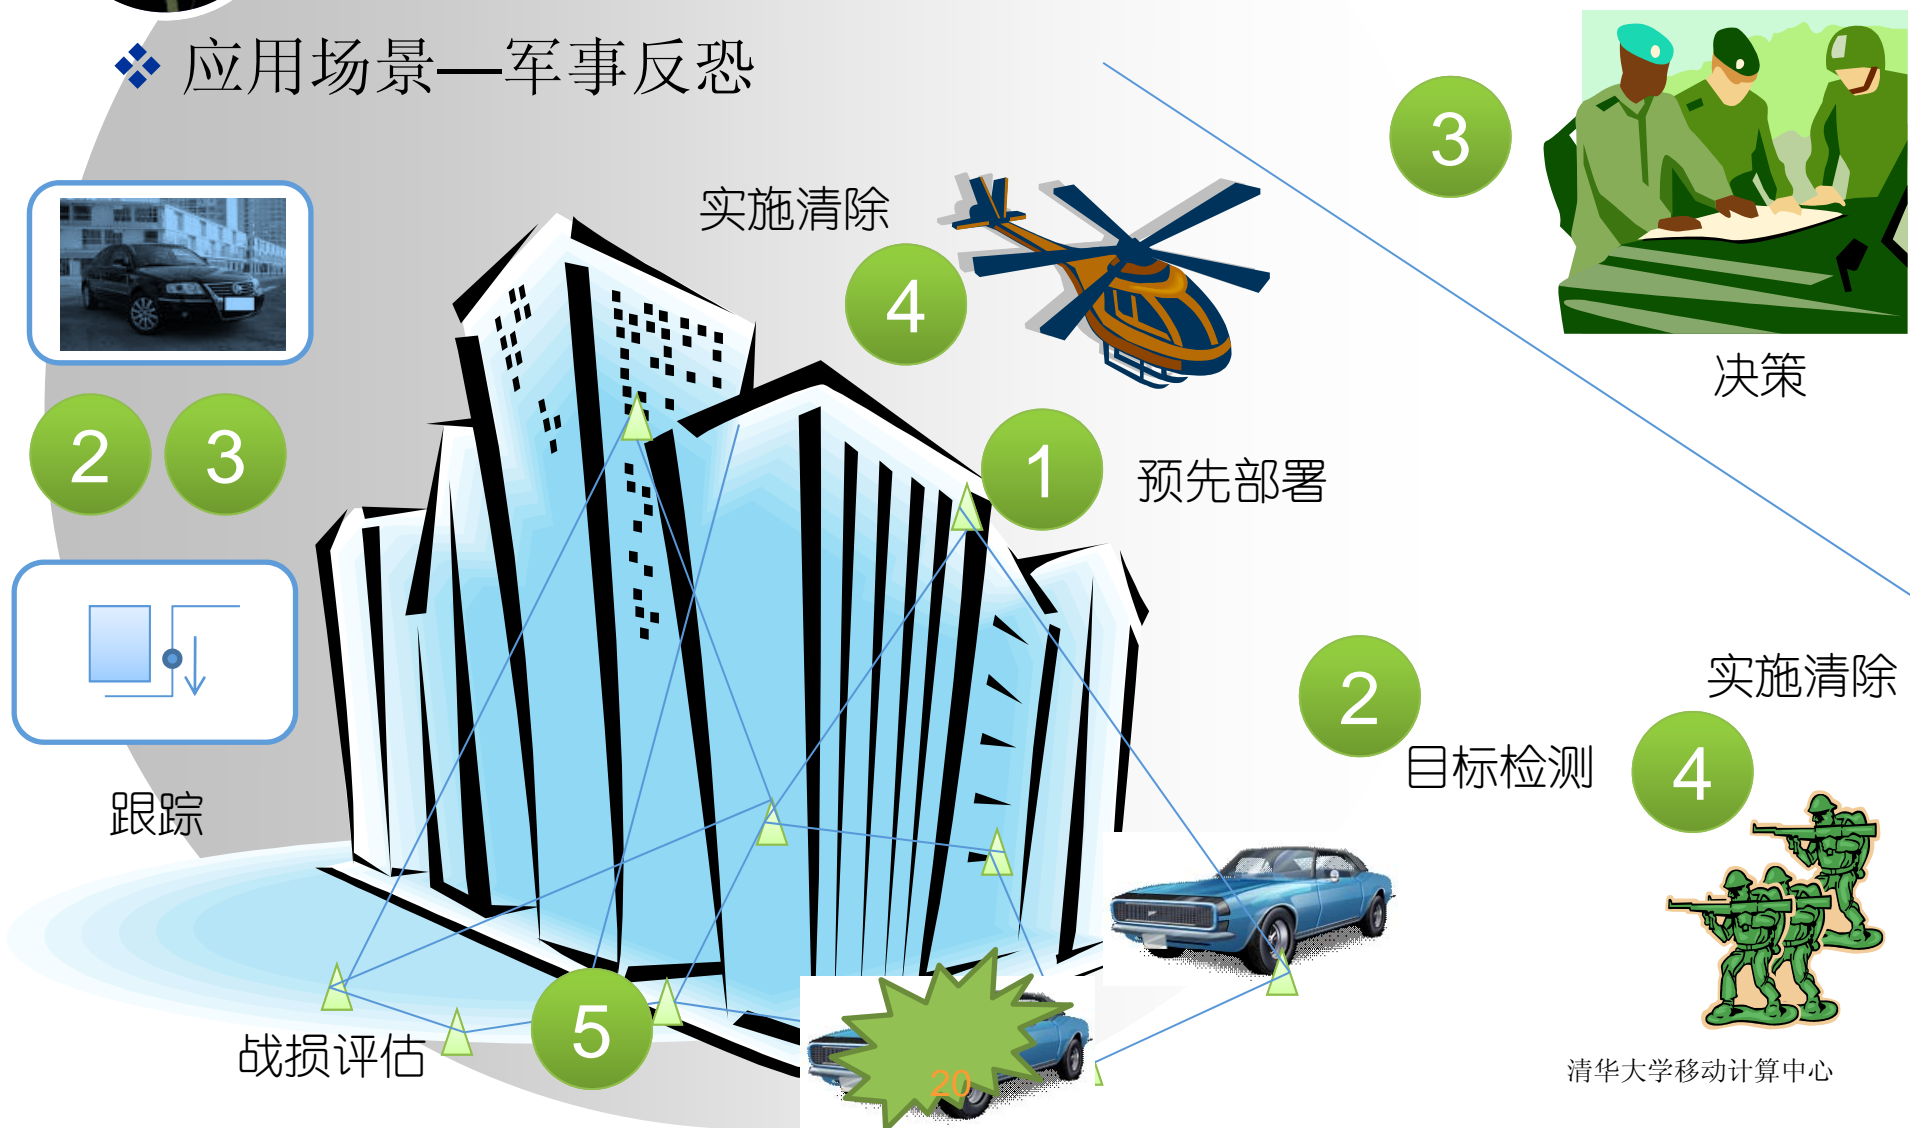 应用场景—军事反恐
3
实施清除
4
决策
2 3
1
预先部署
2
目标检测
实施清除
4
跟踪
5
战损评估
20
清华大学移动计算中心